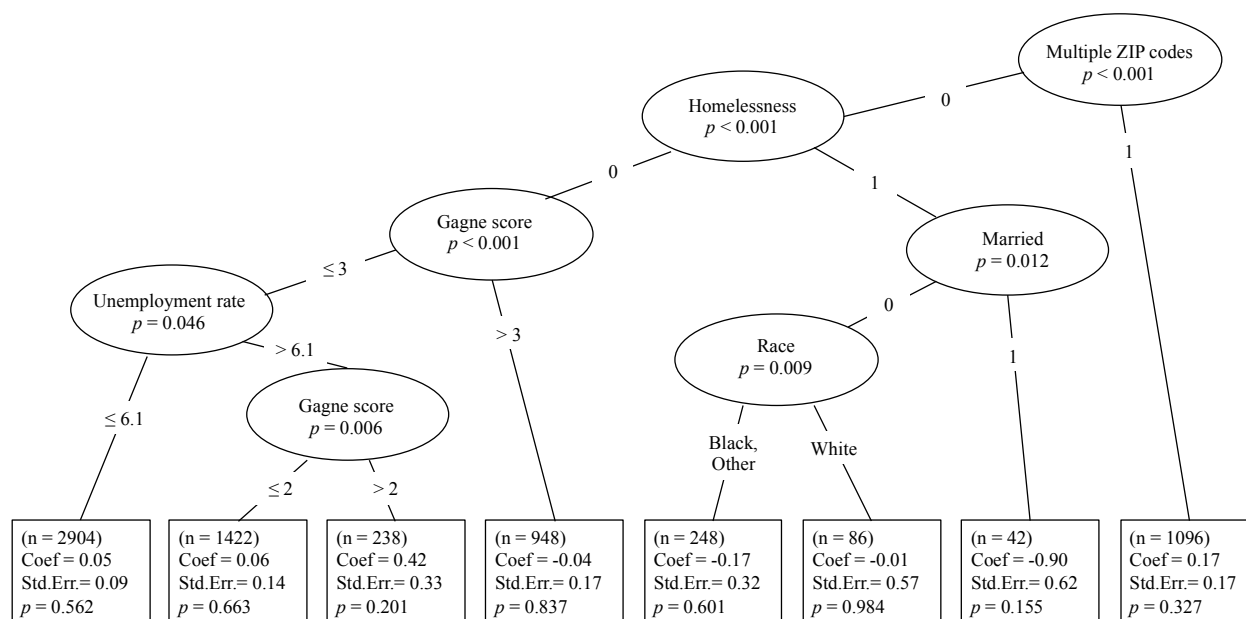 Multiple ZIP codes
p < 0.001
0
1
Homelessness
p < 0.001
0
1
Gagne score
p < 0.001
≤ 3
> 3
Married
p = 0.012
0
1
Unemployment rate
p = 0.046
≤ 6.1
> 6.1
Race
p = 0.009
Black,
Other
White
Gagne score
p = 0.006
≤ 2
> 2
(n = 2904)
Coef = 0.05
Std.Err.= 0.09
p = 0.562
(n = 1422)
Coef = 0.06
Std.Err.= 0.14
p = 0.663
(n = 238)
Coef = 0.42
Std.Err.= 0.33
p = 0.201
(n = 948)
Coef = -0.04
Std.Err.= 0.17
p = 0.837
(n = 248)
Coef = -0.17
Std.Err.= 0.32
p = 0.601
(n = 86)
Coef = -0.01
Std.Err.= 0.57
p = 0.984
(n = 42)
Coef = -0.90
Std.Err.= 0.62
p = 0.155
(n = 1096)
Coef = 0.17
Std.Err.= 0.17
p = 0.327